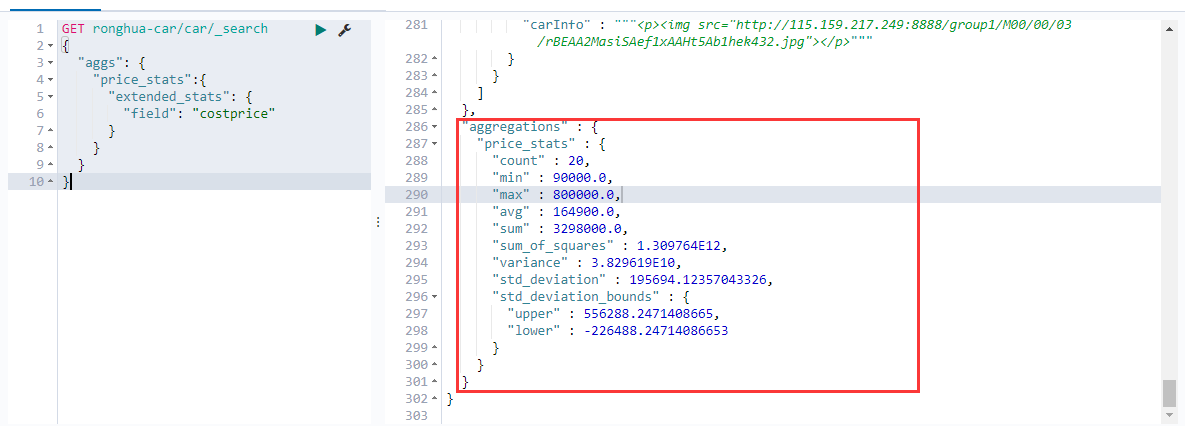 1 GET ronghua-car/car/_search
2 {
3 "aggs": {
4 "price_stats":{
5 "extended_stats": {
6 "field": "costprice"
7 }
8 }
9 }
10 }
281 "carInfo" : """<p><img src="http://115.159.217.249:8888/group1/M00/00/03
/rBEAA2MasiSAef1xAAHt5Ab1hek432.jpg"></p>"""
282 }
283 }
284 ]
285 },
286 "aggregations" : {
287 "price_stats" : {
288 "count" : 20,
289 "min" : 90000.0,
290 "max" : 800000.0,
291 "avg" : 164900.0,
292 "sum" : 3298000.0,
293 "sum_of_squares" : 1.309764E12,
294 "variance" : 3.829619E10,
295 "std_deviation" : 195694.12357043326,
296 "std_deviation_bounds" : {
297 "upper" : 556288.2471408665,
298 "lower" : -226488.24714086653
299 }
300 }
301 }
302 }
303